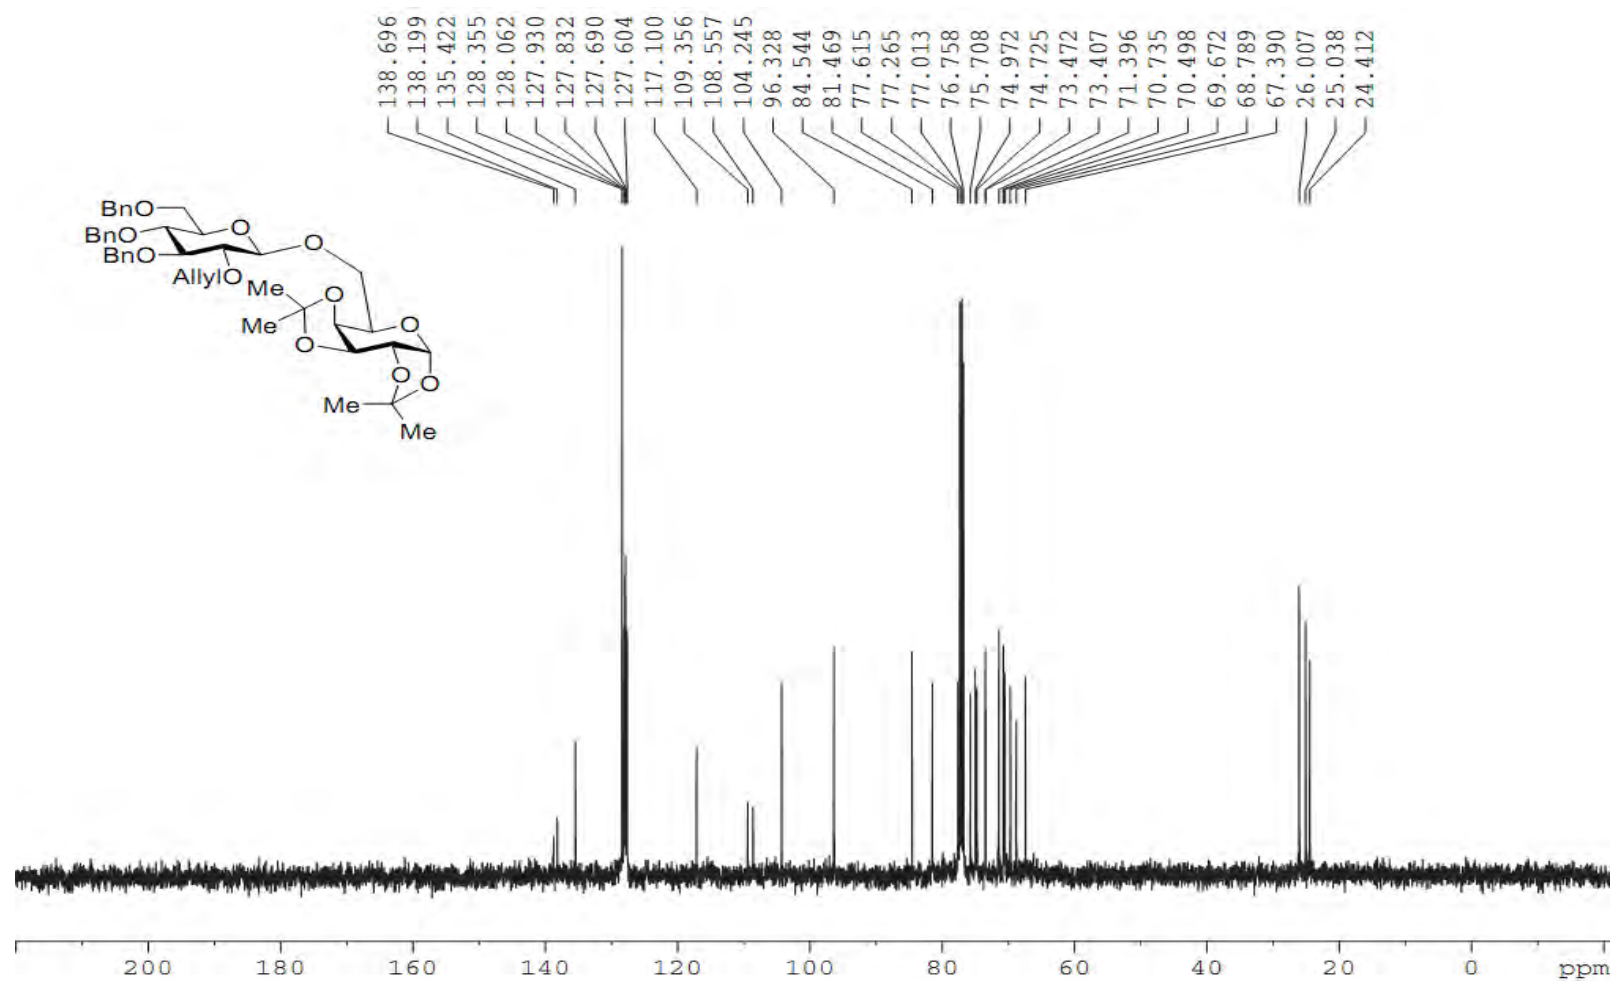 138.696
138.199
135.422
128.355
128.062
127.930
127.832
127.690
127.604
117.100
109.356
108.557
104.245
96.328
84.544
81.469
77.615
77.265
77.013
76.758
75.708
74.972
74.725
73.472
73.407
71.396
70.735
70.498
69.672
68.789
67.390
26.007
25.038
24.412
BnO
O
BnO
O
BnO
AllylO
Me
O
Me
O
O
O
O
Me
Me
200 180 160 140 120 100 80 60 40 20 0 ppm